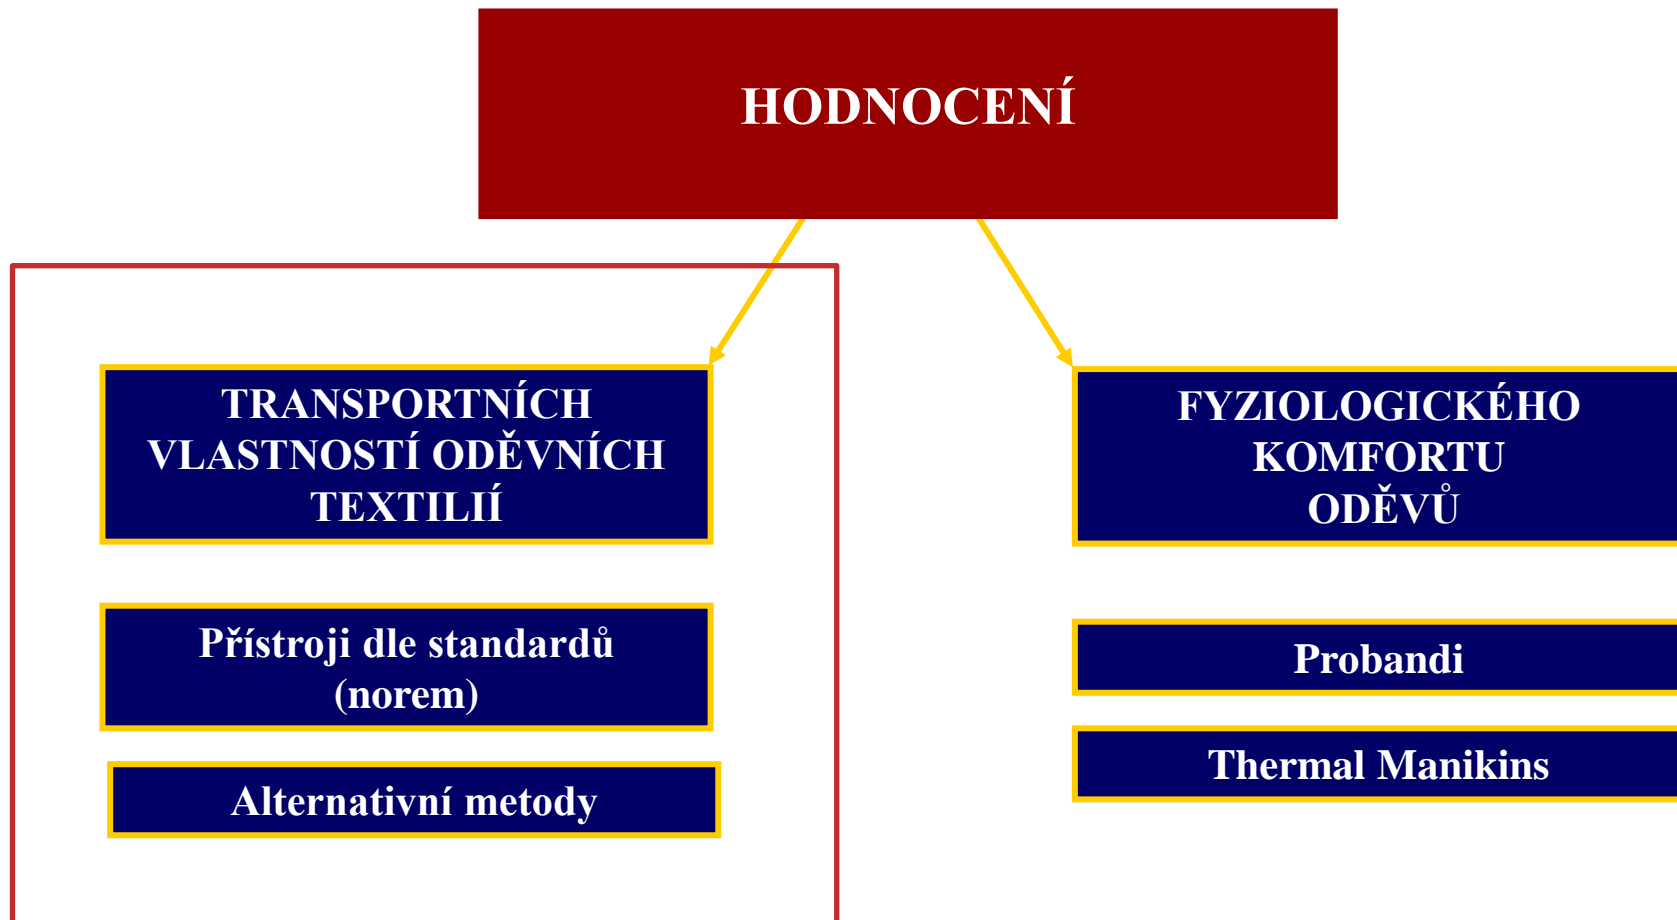 HODNOCENÍ
TRANSPORTNÍCH
VLASTNOSTÍ ODĚVNÍCH
TEXTILIÍ
Přístroji dle standardů
(norem)
Alternativní metody
FYZIOLOGICKÉHO
KOMFORTU
ODĚVŮ
Probandi
Thermal Manikins